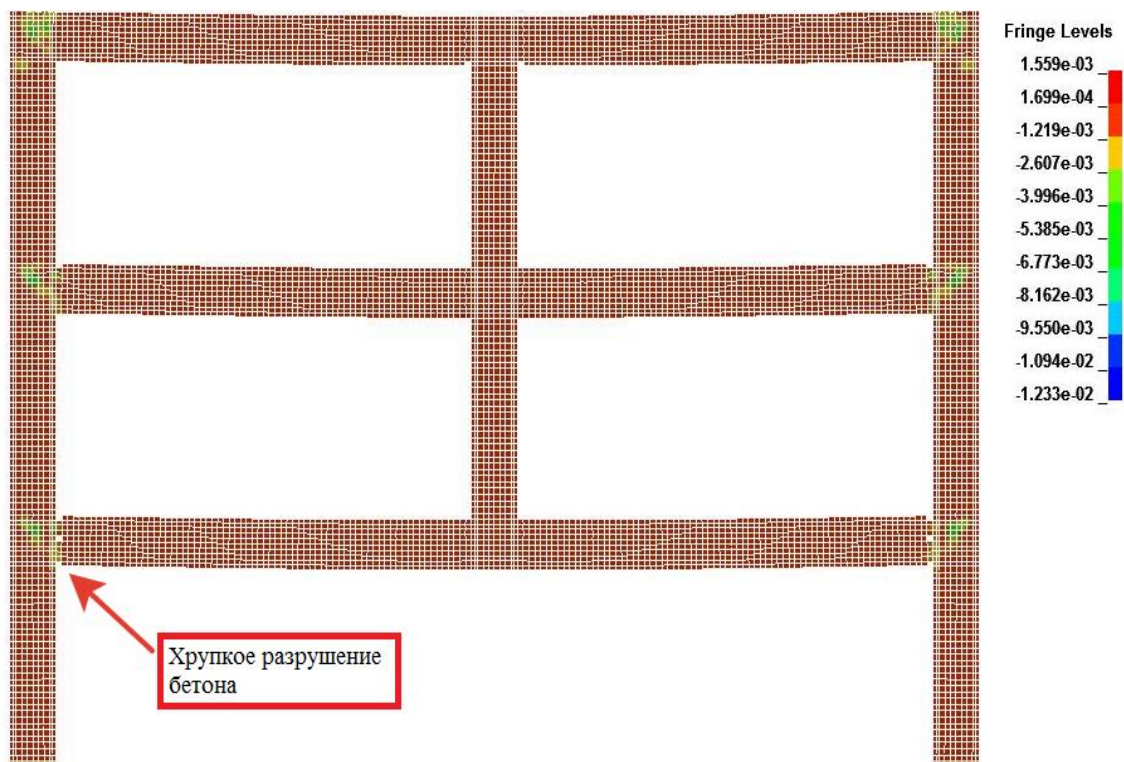 Fringe Levels
1.559e-03
1.699e-04
-1.219e-03
-2.607e-03
-3.996e-03
-5.385e-03
-6.773e-03
-8.162e-03
-9.550e-03
-1.094e-02
-1.233e-02
Хрупкое разрушение
бетона